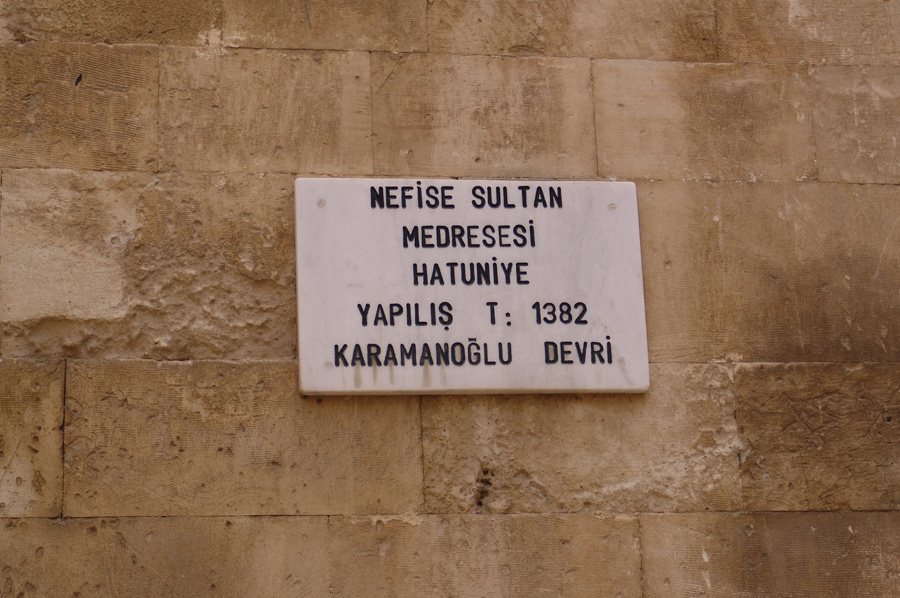 NEFİSE SULTAN
MEDRESESİ
HATUNİYE
YAPILIŞ T: 1382
KARAMANOĞLU DEVRİ